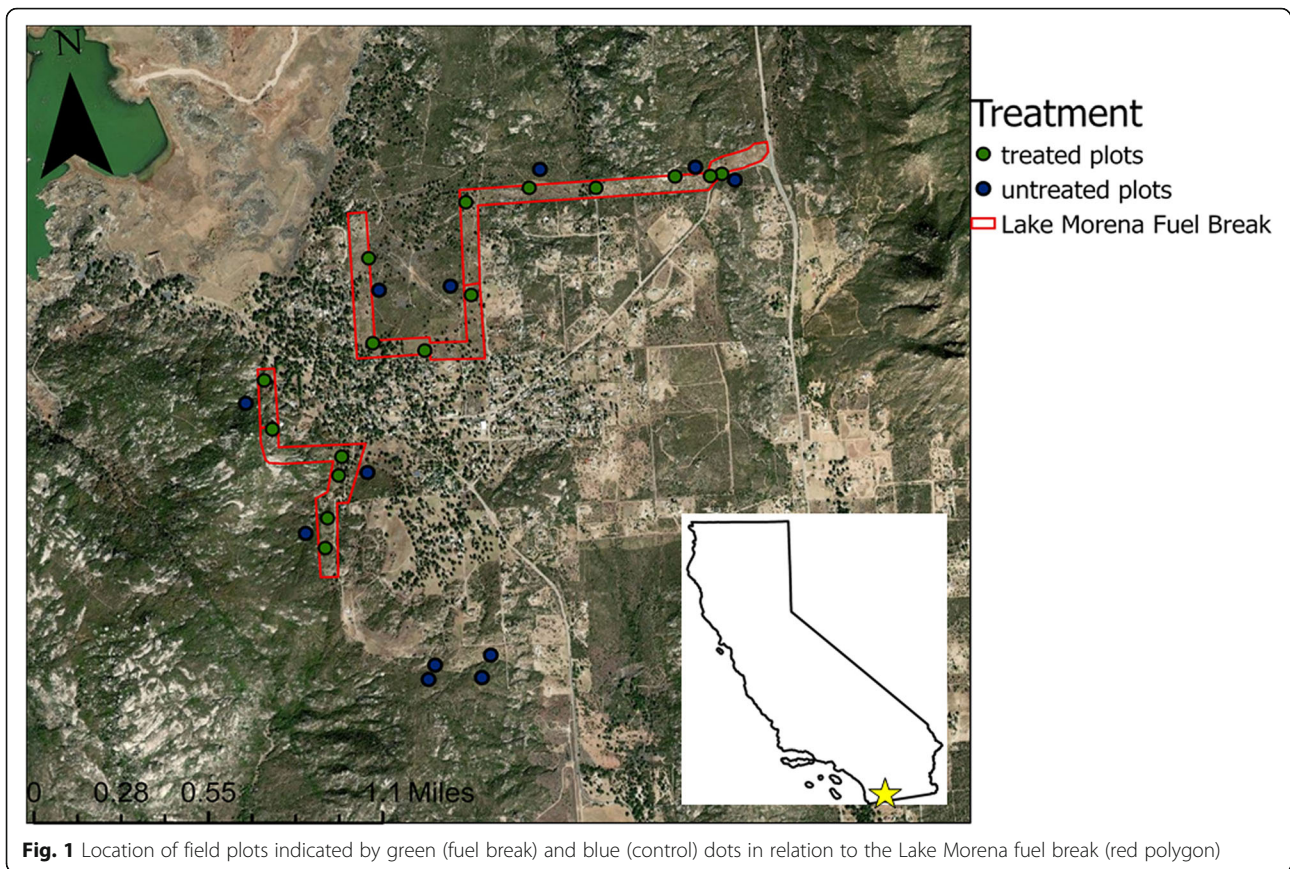 N
Treatment
treated plots
untreated plots
Lake Morena Fuel Break
0 0.28 0.55 1.1 Miles
Fig. 1 Location of field plots indicated by green (fuel break) and blue (control) dots in relation to the Lake Morena fuel break (red polygon)